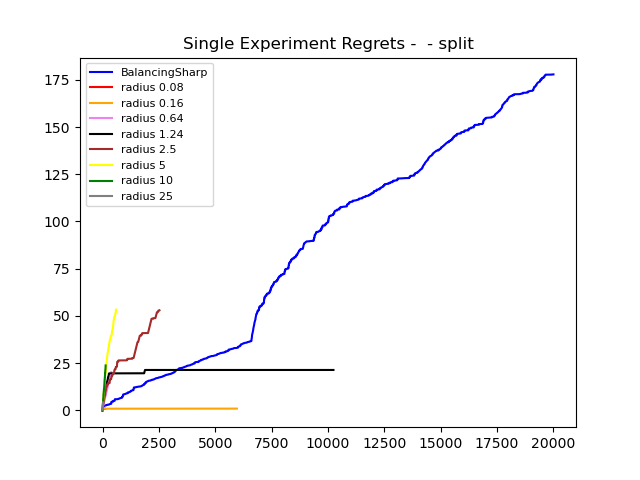 Single Experiment Regrets -  - split
BalancingSharp
radius 0.08
radius 0.16
radius 0.64
radius 1.24
radius 2.5
radius 5
radius 10
radius 25
175
150
125
100
75
50
25
0
0 2500 5000 7500 10000 12500 15000 17500 20000